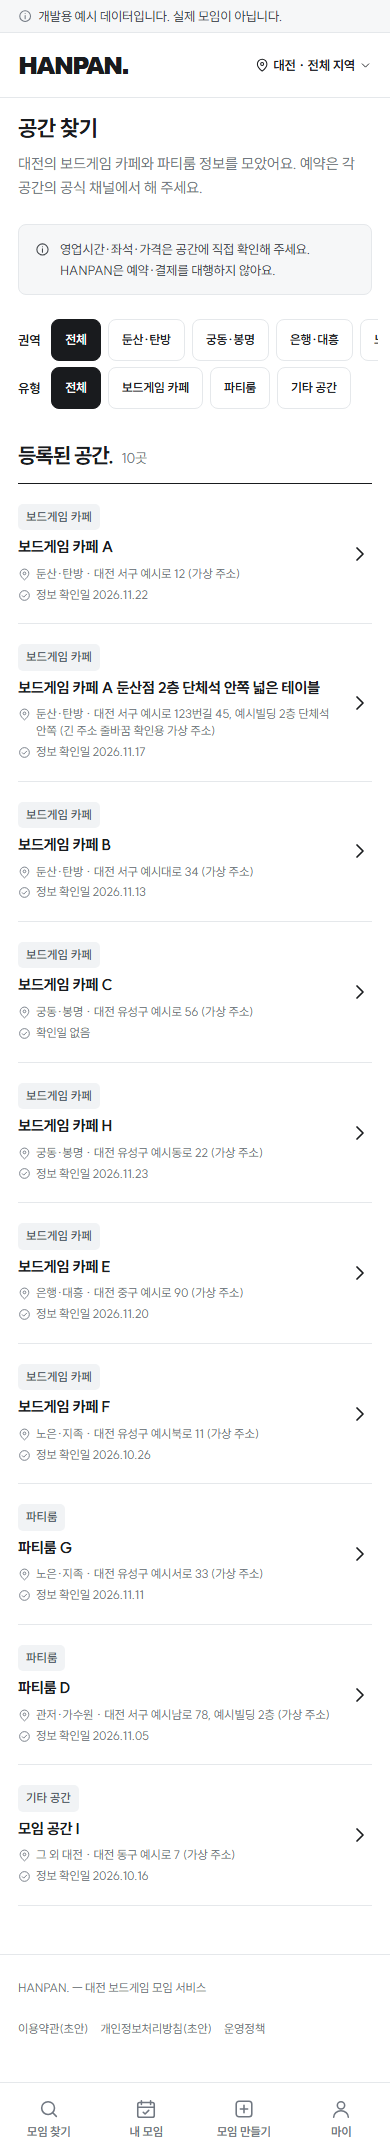 개발용 예시 데이터입니다. 실제 모임이 아닙니다.
HANPAN.
대전 · 전체 지역
공간 찾기
대전의 보드게임 카페와 파티룸 정보를 모았어요. 예약은 각
공간의 공식 채널에서 해 주세요.
영업시간·좌석·가격은 공간에 직접 확인해 주세요.
HANPAN은 예약·결제를 대행하지 않아요.
권역 전체 둔산·탄방 궁동·봉명 은행·대흥
유형 전체 보드게임 카페 파티룸 기타 공간
등록된 공간. 10곳
보드게임 카페
보드게임 카페 A
둔산·탄방 · 대전 서구 예시로 12 (가상 주소)
정보 확인일 2026.11.22
보드게임 카페
보드게임 카페 A 둔산점 2층 단체석 안쪽 넓은 테이블
둔산·탄방 · 대전 서구 예시로 123번길 45, 예시빌딩 2층 단체석
안쪽 (긴 주소 줄바꿈 확인용 가상 주소)
정보 확인일 2026.11.17
보드게임 카페
보드게임 카페 B
둔산·탄방 · 대전 서구 예시대로 34 (가상 주소)
정보 확인일 2026.11.13
보드게임 카페
보드게임 카페 C
궁동·봉명 · 대전 유성구 예시로 56 (가상 주소)
확인일 없음
보드게임 카페
보드게임 카페 H
궁동·봉명 · 대전 유성구 예시동로 22 (가상 주소)
정보 확인일 2026.11.23
보드게임 카페
보드게임 카페 E
은행·대흥 · 대전 중구 예시로 90 (가상 주소)
정보 확인일 2026.11.20
보드게임 카페
보드게임 카페 F
노은·지족 · 대전 유성구 예시북로 11 (가상 주소)
정보 확인일 2026.10.26
파티룸
파티룸 G
노은·지족 · 대전 유성구 예시서로 33 (가상 주소)
정보 확인일 2026.11.11
파티룸
파티룸 D
관저·가수원 · 대전 서구 예시남로 78, 예시빌딩 2층 (가상 주소)
정보 확인일 2026.11.05
기타 공간
모임 공간 I
그 외 대전 · 대전 동구 예시로 7 (가상 주소)
정보 확인일 2026.10.16
HANPAN. — 대전 보드게임 모임 서비스
이용약관(초안) 개인정보처리방침(초안) 운영정책
모임 찾기 내 모임 모임 만들기 마이